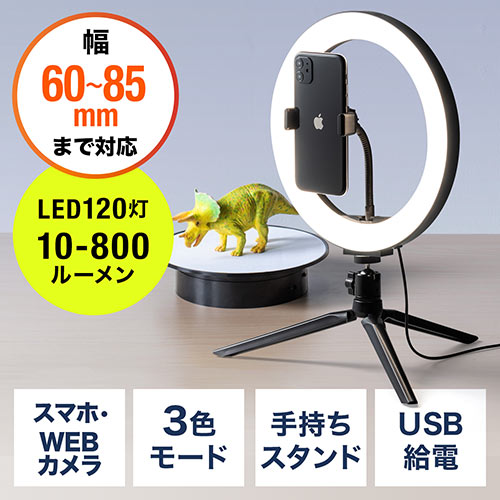 幅
60~85
mm
まで対応
LED120灯
10-800
ルーメン
スマホ・
WEB
カメラ
3色
モード
手持ち
スタンド
USB
給電